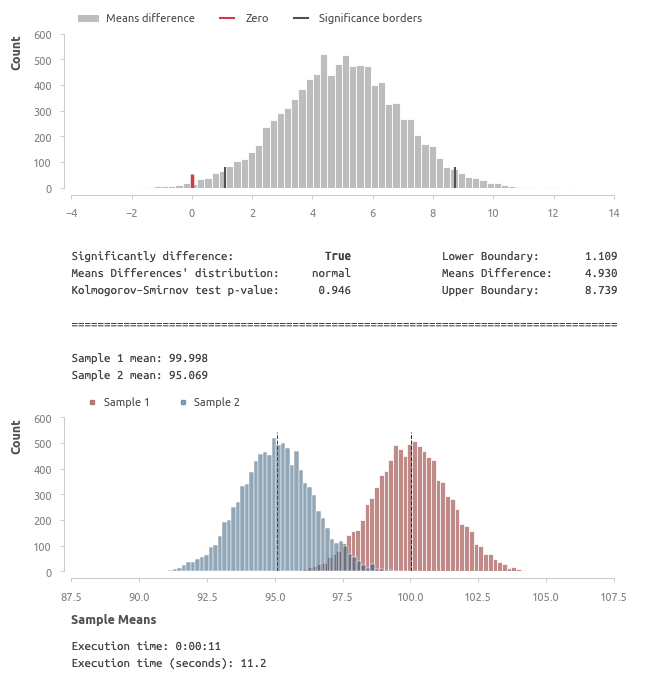 Means difference Zero Significance borders
Count
600
500
400
300
200
100
0
−4 −2 0 2 4 6 8 10 12 14
Significantly difference: True Lower Boundary: 1.109
Means Differences' distribution: normal Means Difference: 4.930
Kolmogorov-Smirnov test p-value: 0.946 Upper Boundary: 8.739
====================================================================================
Sample 1 mean: 99.998
Sample 2 mean: 95.069
Sample 1 Sample 2
Count
600
500
400
300
200
100
0
87.5 90.0 92.5 95.0 97.5 100.0 102.5 105.0 107.5
Sample Means
Execution time: 0:00:11
Execution time (seconds): 11.2